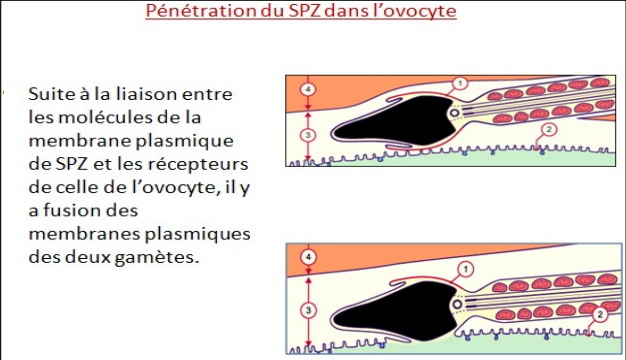 Pénétration du SPZ dans l'ovocyte
Suite à la liaison entre
les molécules de la
membrane plasmique
de SPZ et les récepteurs
de celle de l'ovocyte, il y
a fusion des
membranes plasmiques
des deux gamètes.
4
1
3
2
4
1
3
2